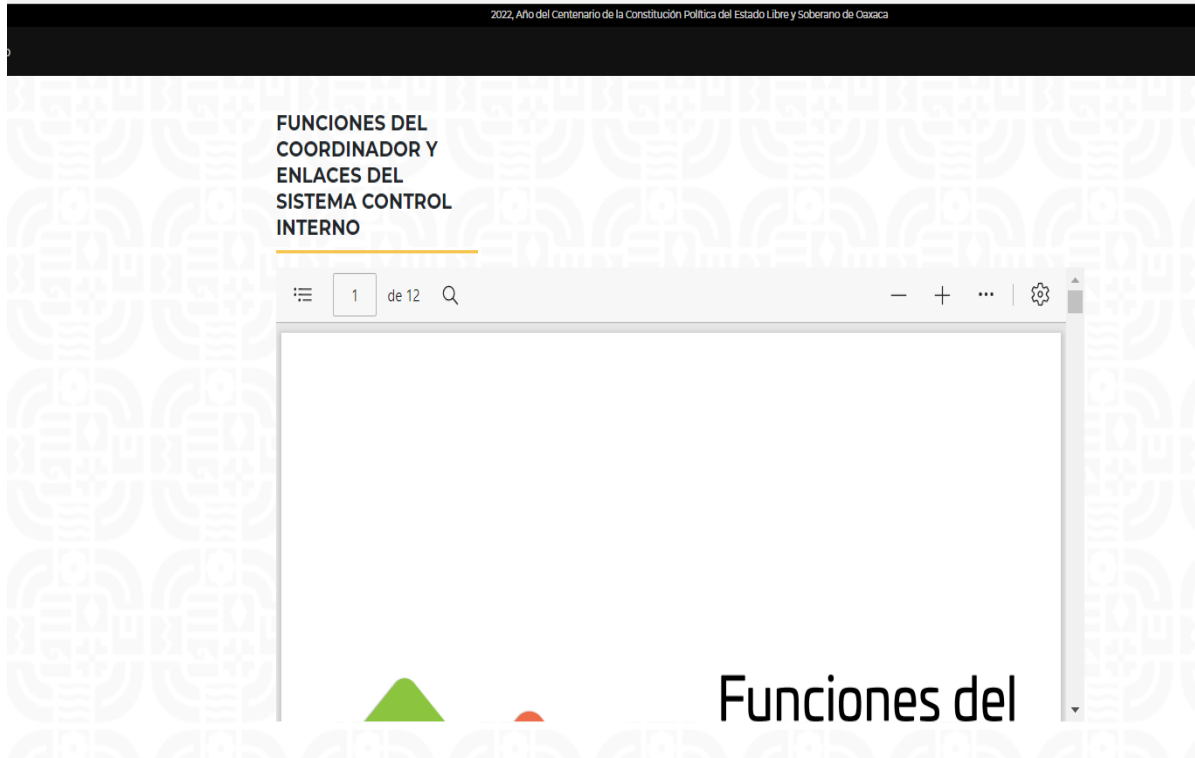 2022, Año del Centenario de la Constitución Política del Estado Libre y Soberano de Oaxaca
FUNCIONES DEL
COORDINADOR Y
ENLACES DEL
SISTEMA CONTROL
INTERNO
1 de 12
Funciones del